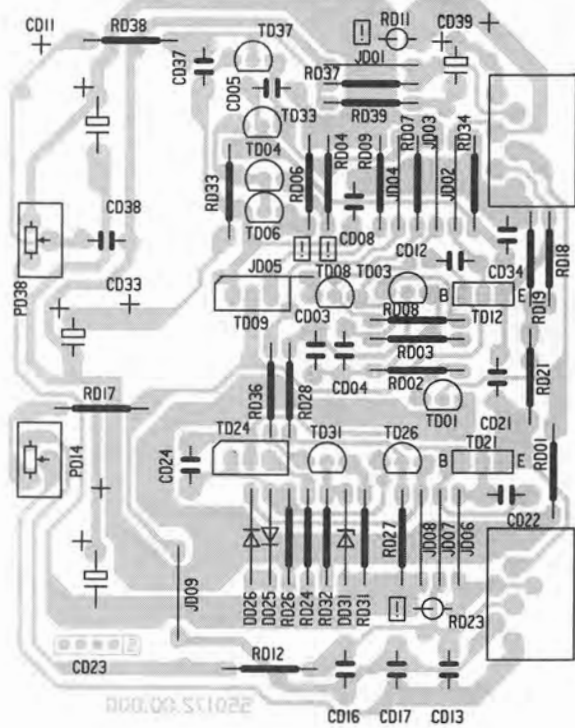 CD11
RD38
TD37
RD11
CD39
CD37
CD05
JD01
RD37
RD39
TD33
TD04
TD06
RD33
RD06
RD04
RD09
JD04
RD07
JD03
JD02
RD34
CD38
PD38
CD08
CD12
RD19
RD18
CD33
JD05
TD08
TD03
CD34
B
E
TD09
CD03
RD08
TD12
RD03
RD36
RD28
CD04
RD02
RD21
RD17
TD01
CD21
TD24
TD31
TD26
TD21
B
E
RD01
PD14
CD24
CD22
RD27
JD08
JD07
JD06
JD09
DD26
DD25
RD26
RD24
RD32
DD31
RD31
RD23
CD23
RD12
CD16
CD17
CD13
550172.00.00G